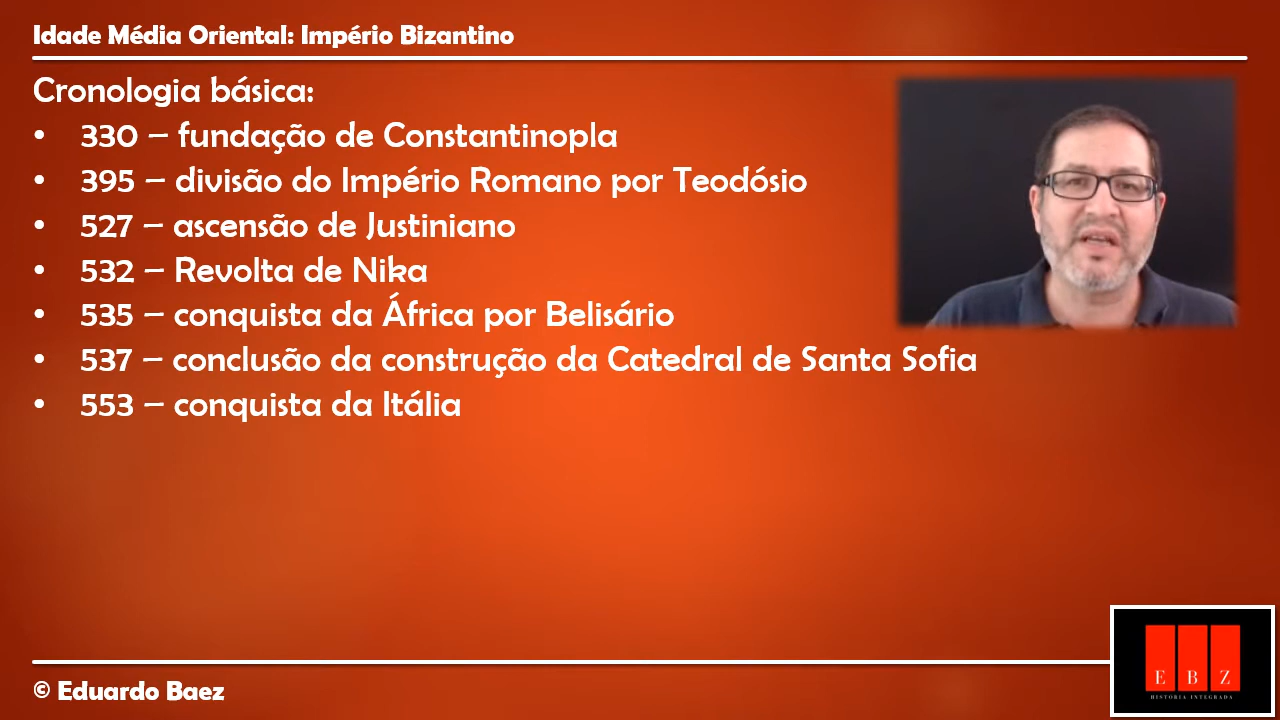 Idade Média Oriental: Império Bizantino
Cronologia básica:
• 330 – fundação de Constantinopla
• 395 – divisão do Império Romano por Teodósio
• 527 – ascensão de Justiniano
• 532 – Revolta de Nika
• 535 – conquista da África por Belisário
• 537 – conclusão da construção da Catedral de Santa Sofia
• 553 – conquista da Itália
© Eduardo Baez
E B Z
HISTORIA INTEGRADA